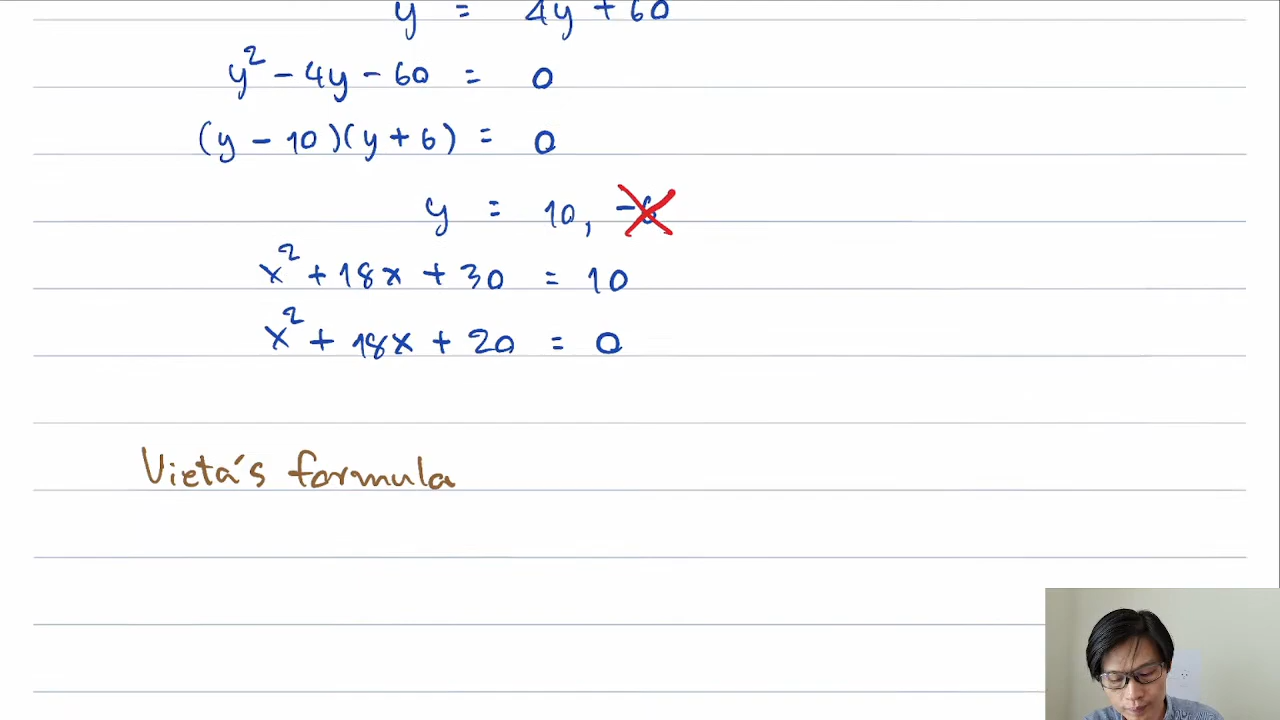 y = 4y + 60
y² - 4y - 60 = 0
(y - 10)(y + 6) = 0
y = 10, -6
x² + 18x + 30 = 10
x² + 18x + 20 = 0
Vieta's formula